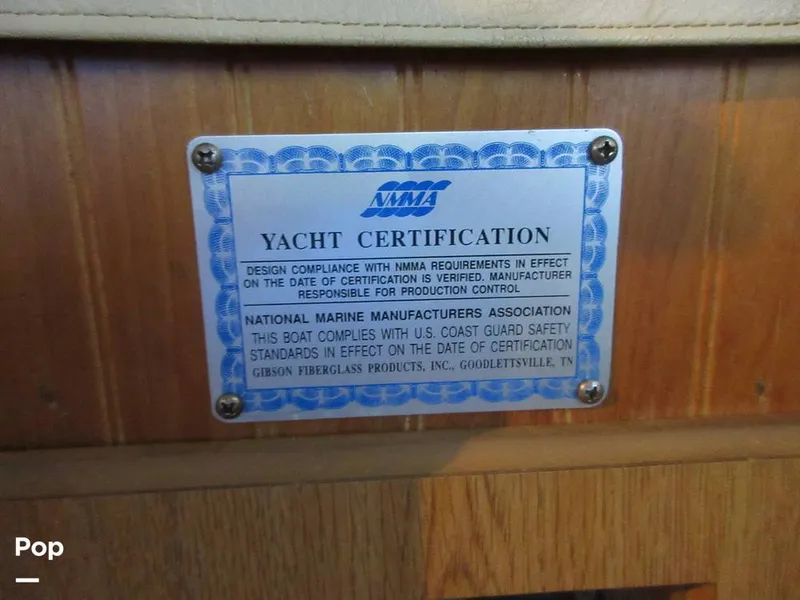 NMMA
YACHT CERTIFICATION
DESIGN COMPLIANCE WITH NMMA REQUIREMENTS IN EFFECT
ON THE DATE OF CERTIFICATION IS VERIFIED. MANUFACTURER
RESPONSIBLE FOR PRODUCTION CONTROL
NATIONAL MARINE MANUFACTURERS ASSOCIATION
THIS BOAT COMPLIES WITH U.S. COAST GUARD SAFETY
STANDARDS IN EFFECT ON THE DATE OF CERTIFICATION
GIBSON FIBERGLASS PRODUCTS, INC., GOODLETTSVILLE, TN
Pop